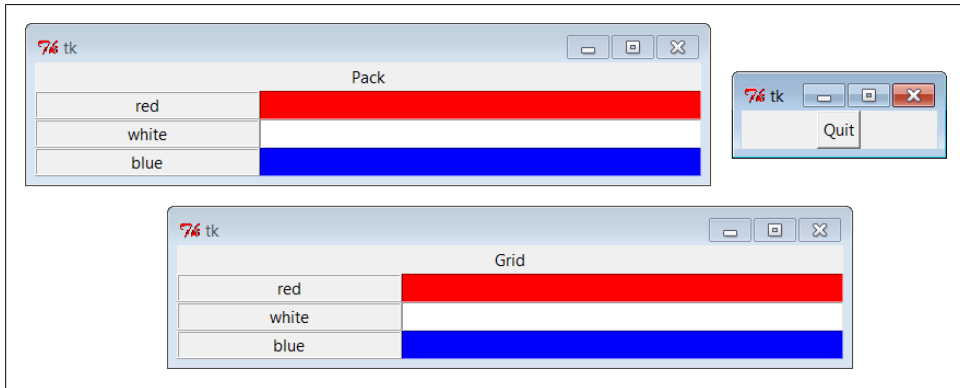 tk
Pack
red
white
blue
tk
Quit
tk
Grid
red
white
blue